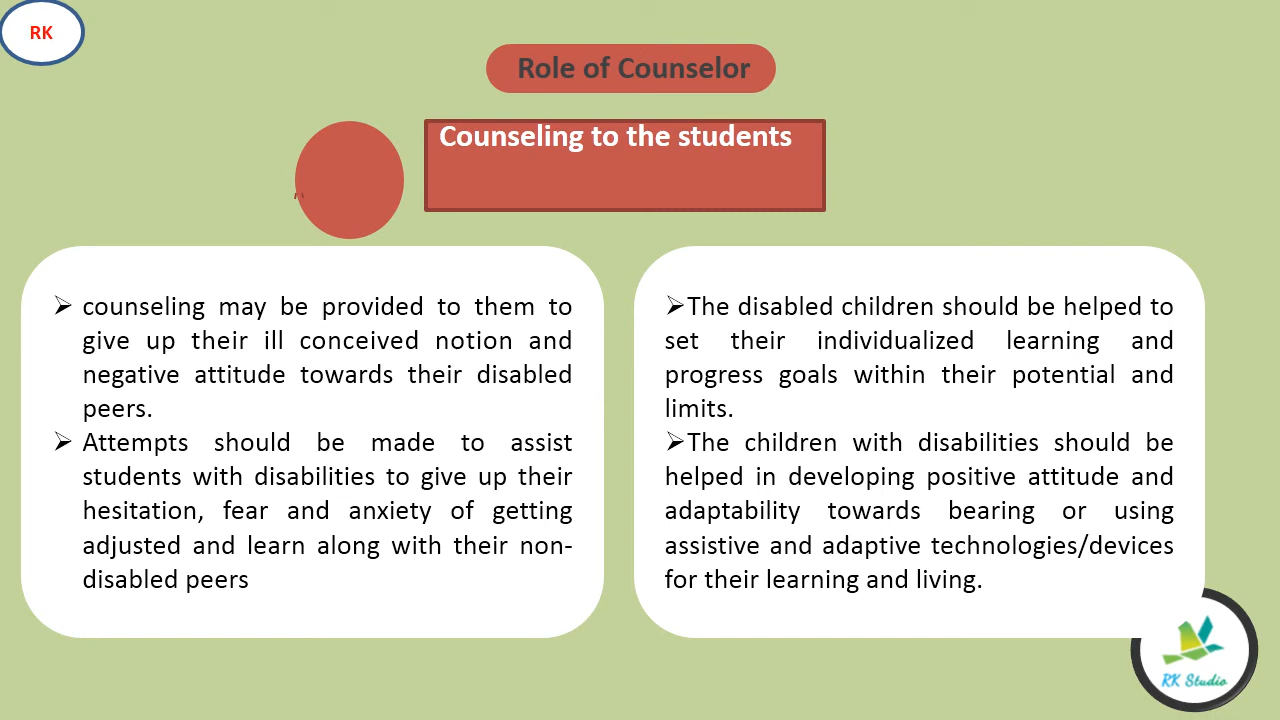 RK
Role of Counselor
Counseling to the students
➢ counseling may be provided to them to
give up their ill conceived notion and
negative attitude towards their disabled
peers.
➢ Attempts should be made to assist
students with disabilities to give up their
hesitation, fear and anxiety of getting
adjusted and learn along with their non-
disabled peers
➢The disabled children should be helped to
set their individualized learning and
progress goals within their potential and
limits.
➢The children with disabilities should be
helped in developing positive attitude and
adaptability towards bearing or using
assistive and adaptive technologies/devices
for their learning and living.
RK Studio